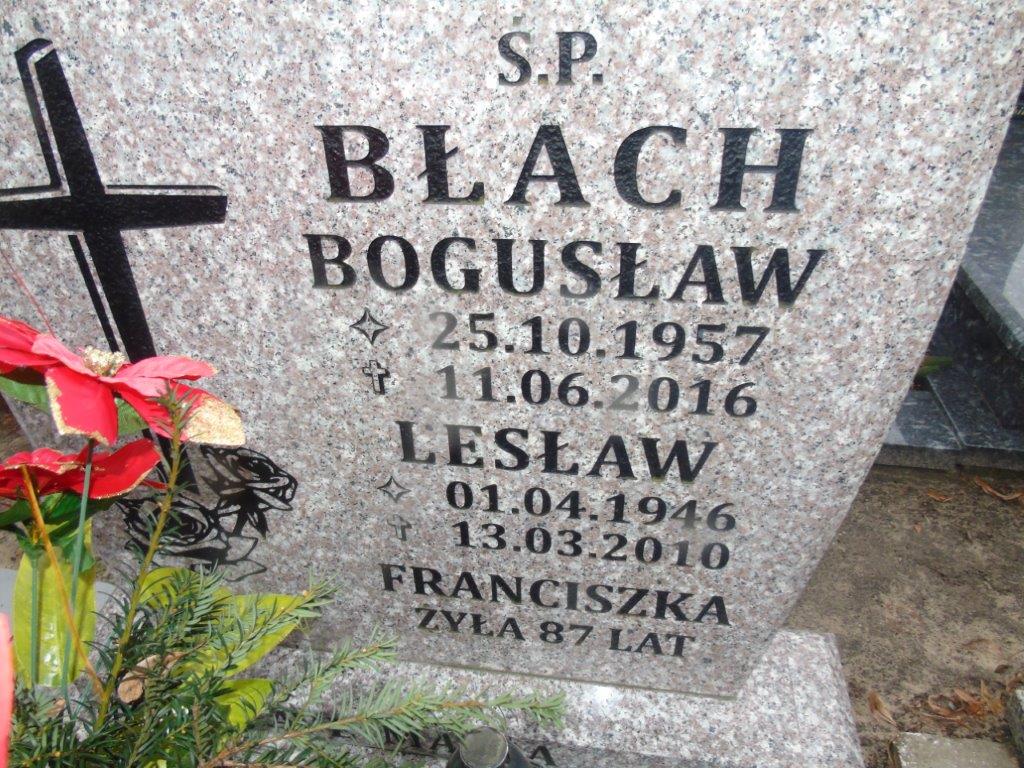 Ś.P.
BŁACH
BOGUSŁAW
25.10.1957
11.06.2016
LESŁAW
01.04.1946
13.03.2010
FRANCISZKA
ŻYŁA 87 LAT